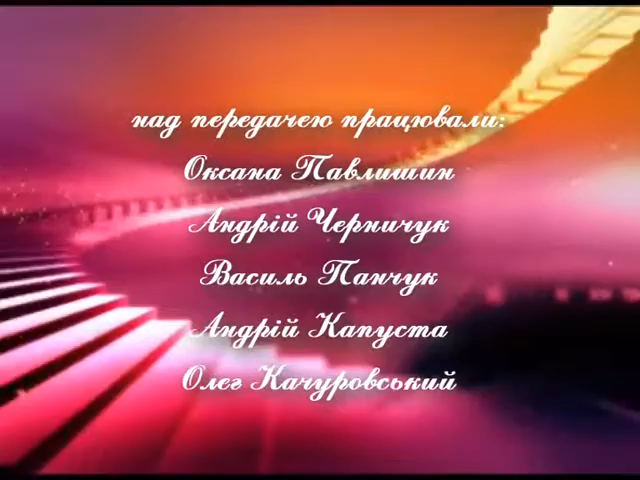 над передачею працювали:
Оксана Павлишин
Андрій Черничук
Василь Панчук
Андрій Капуста
Олег Качуровський